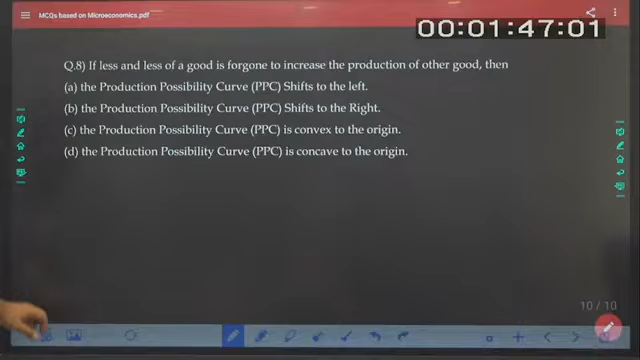 MCQs based on Microeconomics.pdf
00:01:47:01
Q.8) If less and less of a good is forgone to increase the production of other good, then
(a) the Production Possibility Curve (PPC) Shifts to the left.
(b) the Production Possibility Curve (PPC) Shifts to the Right.
(c) the Production Possibility Curve (PPC) is convex to the origin.
(d) the Production Possibility Curve (PPC) is concave to the origin.
10 / 10